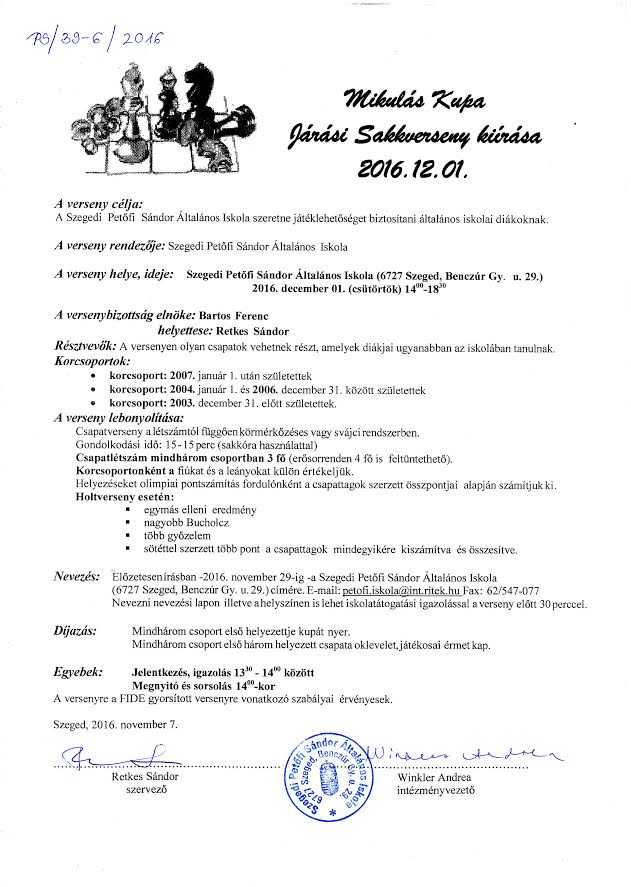 PS/39-6/2016
Mikulás Kupa
Járási Sakkverseny kiírása
2016.12.01.
A verseny célja:
A Szegedi Petőfi Sándor Általános Iskola szeretne játéklehetőséget biztosítani általános iskolai diákoknak.
A verseny rendezője: Szegedi Petőfi Sándor Általános Iskola
A verseny helye, ideje: Szegedi Petőfi Sándor Általános Iskola (6727 Szeged, Benczúr Gy. u. 29.)
2016. december 01. (csütörtök) 14⁰⁰-18³⁰
A versenybizottság elnöke: Bartos Ferenc
helyettese: Retkes Sándor
Résztvevők: A versenyen olyan csapatok vehetnek részt, amelyek diákjai ugyanabban az iskolában tanulnak.
Korcsoportok:
• korcsoport: 2007. január 1. után születettek
• korcsoport: 2004. január 1. és 2006. december 31. között születettek
• korcsoport: 2003. december 31. előtt születettek.
A verseny lebonyolítása:
Csapatverseny a létszámtól függően körmérkőzéses vagy svájci rendszerben.
Gondolkodási idő: 15-15 perc (sakkóra használattal)
Csapatlétszám mindhárom csoportban 3 fő (erősorrenden 4 fő is feltüntethető).
Korcsoportonként a fiúkat és a leányokat külön értékeljük.
Helyezéseket olimpiai pontszámítás fordulónként a csapattagok szerzett összpontjai alapján számítjuk ki.
Holtverseny esetén:
▪ egymás elleni eredmény
▪ nagyobb Bucholcz
▪ több győzelem
▪ sötéttel szerzett több pont a csapattagok mindegyikére kiszámítva és összesítve.
Nevezés: Előzetesen írásban -2016. november 29-ig -a Szegedi Petőfi Sándor Általános Iskola
(6727 Szeged, Benczúr Gy. u. 29.) címére. E-mail: petofi.iskola@int.ritek.hu Fax: 62/547-077
Nevezni nevezési lapon illetve a helyszínen is lehet iskolatátogatási igazolással a verseny előtt 30 perccel.
Díjazás: Mindhárom csoport első helyezettje kupát nyer.
Mindhárom csoport első három helyezett csapata oklevelet, játékosai érmet kap.
Egyebek: Jelentkezés, igazolás 13³⁰ - 14⁰⁰ között
Megnyitó és sorsolás 14⁰⁰-kor
A versenyre a FIDE gyorsított versenyre vonatkozó szabályai érvényesek.
Szeged, 2016. november 7.
Winkler Andrea
Retkes Sándor
szervező
Szegedi Petőfi Sándor Általános Iskola
6727 Szeged, Benczúr Gy. u. 29.
Winkler Andrea
intézményvezető